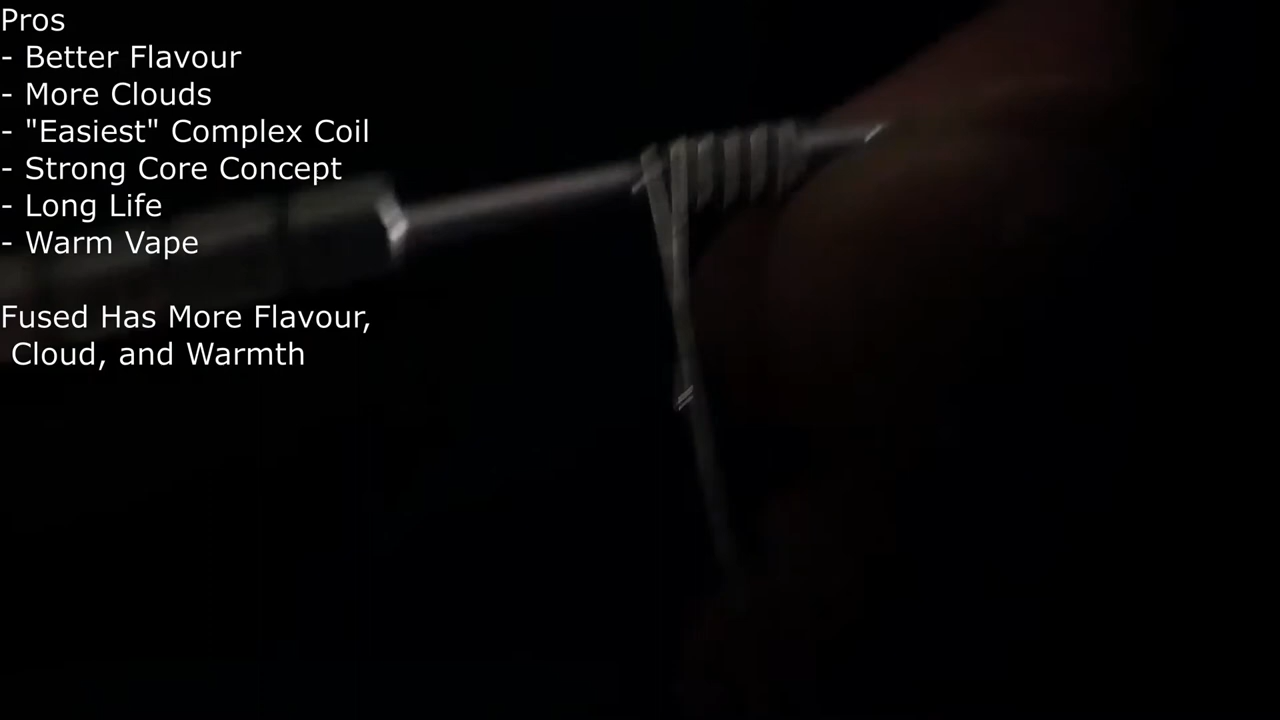 Pros
- Better Flavour
- More Clouds
- "Easiest" Complex Coil
- Strong Core Concept
- Long Life
- Warm Vape
Fused Has More Flavour,
Cloud, and Warmth